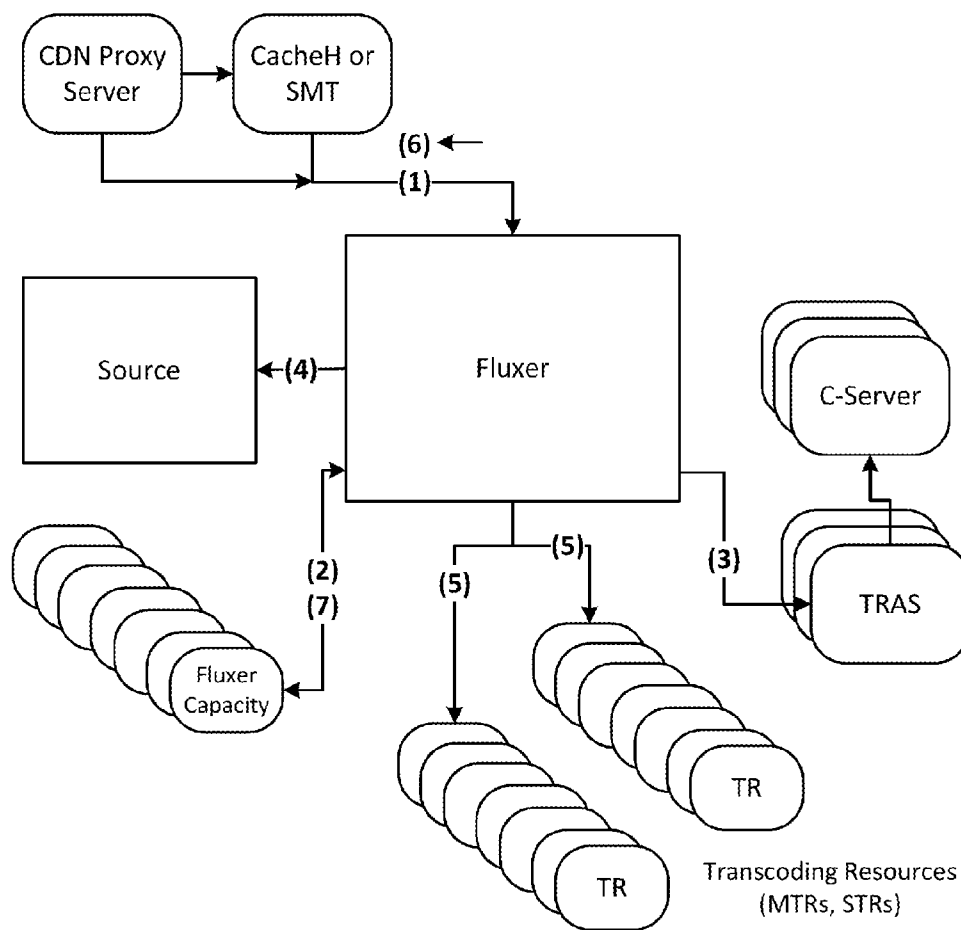 CDN Proxy
Server
CacheH or
SMT
(6)
(1)
Source
(4)
Fluxer
C-Server
(2)
(7)
(5)
(5)
(3)
TRAS
Fluxer
Capacity
TR
TR
Transcoding Resources
(MTRs, STRs)